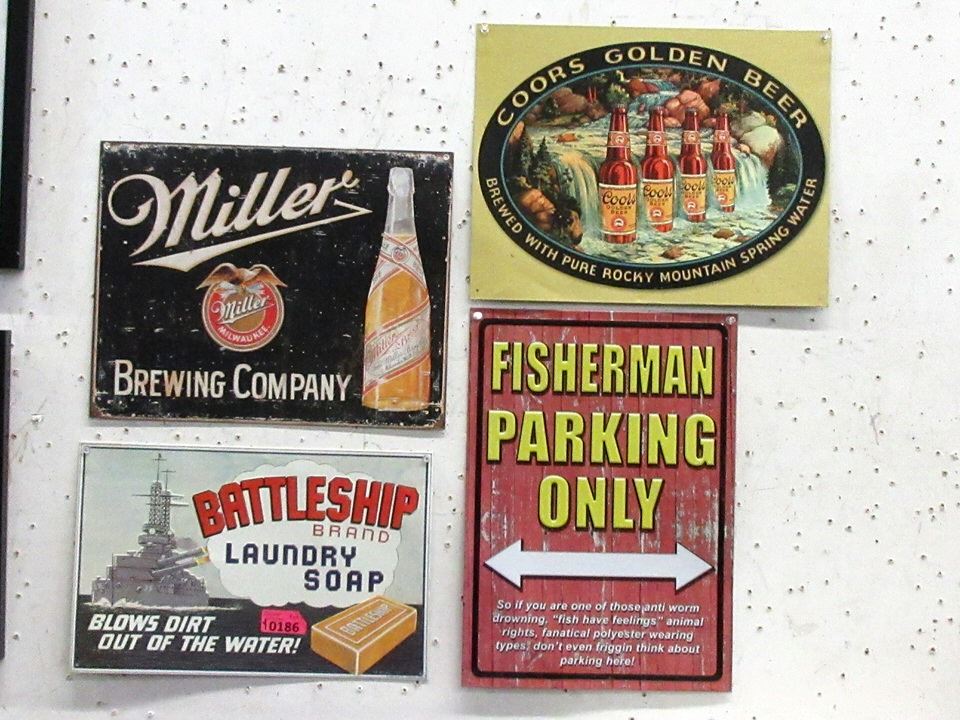 Miller
Miller
MILWAUKEE.
BREWING COMPANY
COORS GOLDEN BEER
Coors
GOLDEN
BEER
Coors
Coors
Coors
BREWED WITH PURE ROCKY MOUNTAIN SPRING WATER
BATTLESHIP
BRAND
LAUNDRY
SOAP
BLOWS DIRT
OUT OF THE WATER!
10186
BATTLESHIP
FISHERMAN
PARKING
ONLY
So if you are one of those anti worm
drowning, "fish have feelings" animal
rights, fanatical polyester wearing
types, don't even friggin think about
parking here!